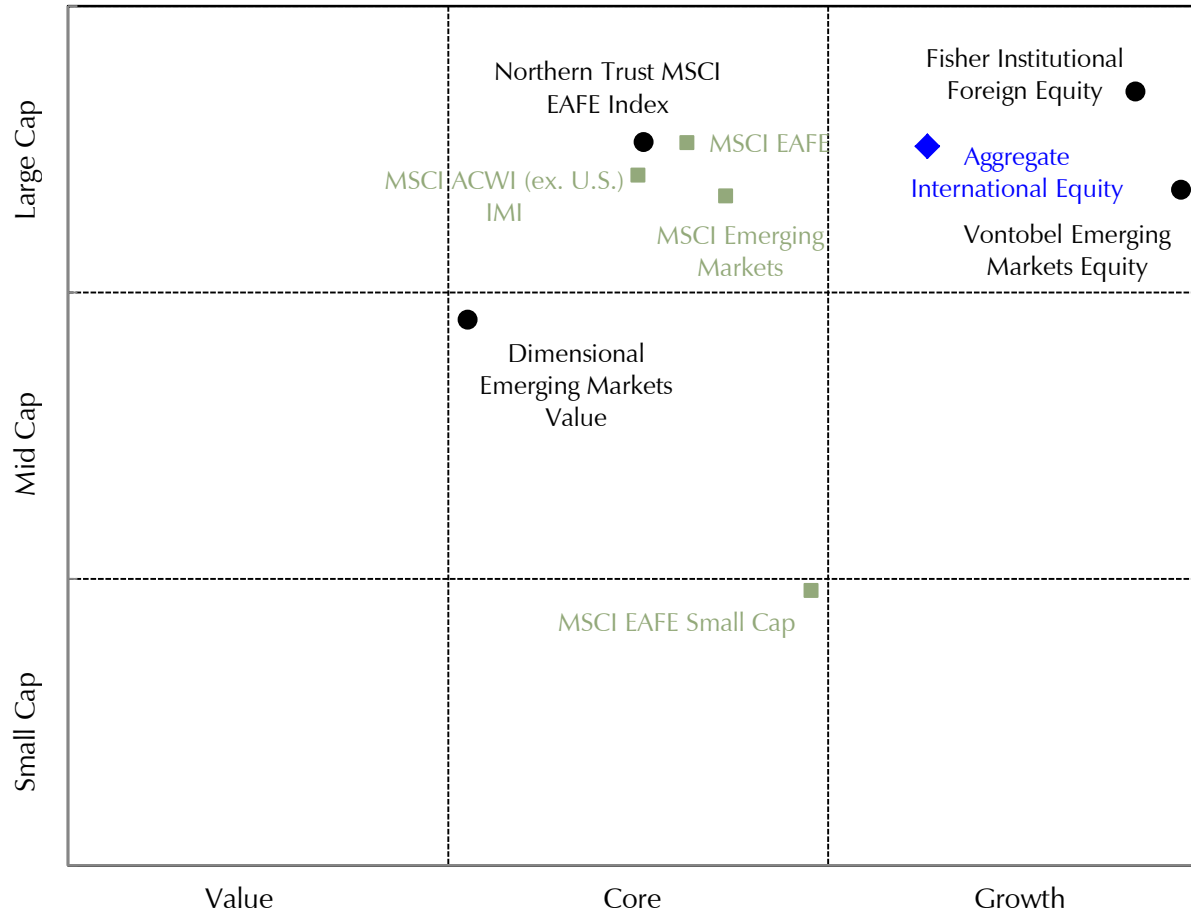 Large Cap
Mid Cap
Small Cap
Northern Trust MSCI
EAFE Index
MSCI EAFE
MSCI ACWI (ex. U.S.)
IMI
MSCI Emerging
Markets
Fisher Institutional
Foreign Equity
Aggregate
International Equity
Vontobel Emerging
Markets Equity
Dimensional
Emerging Markets
Value
MSCI EAFE Small Cap
Value
Core
Growth